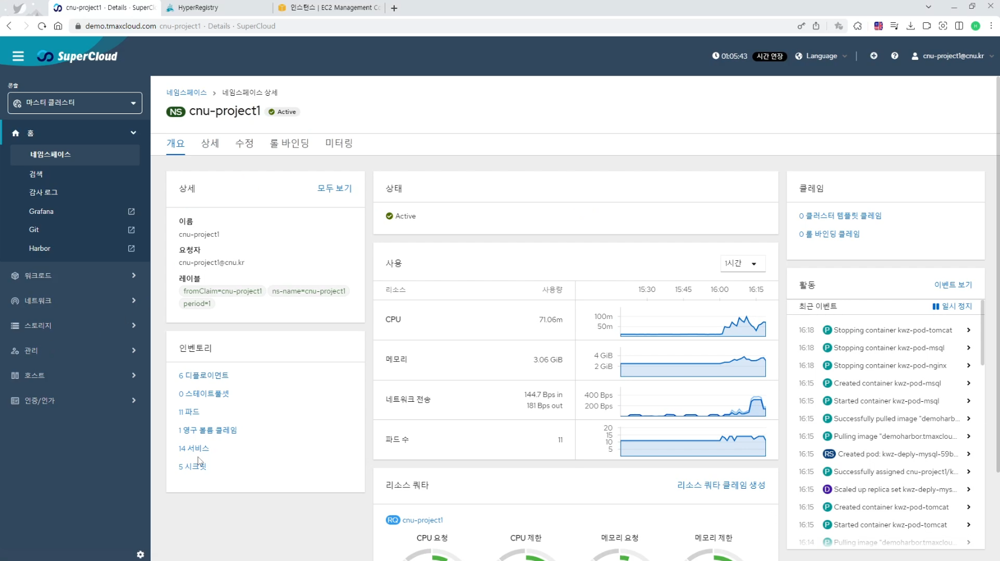 cnu-project1 · Details · SuperCl
HyperRegistry
인스턴스 | EC2 Management Co
demo.tmaxcloud.com cnu-project1 · Details · SuperCloud
SuperCloud
01:05:43
시간 연장
Language
cnu-project1@cnu.kr
콘솔
마스터 클러스터
홈
네임스페이스
검색
감사 로그
Grafana
Git
Harbor
워크로드
네트워크
스토리지
관리
호스트
인증/인가
네임스페이스 > 네임스페이스 상세
NS cnu-project1 Active
개요 상세 수정 롤 바인딩 미터링
상세 모두 보기
이름
cnu-project1
요청자
cnu-project1@cnu.kr
레이블
fromClaim=cnu-project1 ns-name=cnu-project1
period=1
인벤토리
6 디플로이먼트
0 스테이트풀셋
11 파드
1 영구 볼륨 클레임
14 서비스
5 시크릿
상태
Active
사용 1시간
리소스 사용량 15:30 15:45 16:00 16:15
CPU 71.06m
100m
50m
메모리 3.06 GiB
4 GiB
2 GiB
네트워크 전송
144.7 Bps in
181 Bps out
400 Bps
200 Bps
파드 수 11
20
15
10
5
리소스 쿼타 리소스 쿼타 클레임 생성
RQ cnu-project1
CPU 요청 CPU 제한 메모리 요청 메모리 제한
클레임
0 클러스터 템플릿 클레임
0 롤 바인딩 클레임
활동 이벤트 보기
최근 이벤트 일시 정지
16:18 P Stopping container kwz-pod-tomcat
16:18 P Stopping container kwz-pod-msql
16:18 P Stopping container kwz-pod-nginx
16:15 P Created container kwz-pod-msql
16:15 P Started container kwz-pod-msql
16:15 P Successfully pulled image "demoharb...
16:15 P Pulling image "demoharbor.tmaxclou...
16:15 RS Created pod: kwz-deply-mysql-59b...
16:15 P Successfully assigned cnu-project1/k...
16:15 D Scaled up replica set kwz-deply-mys...
16:15 P Created container kwz-pod-tomcat
16:15 P Started container kwz-pod-tomcat
16:14 P Pulling image "demoharbor.tmaxclou...